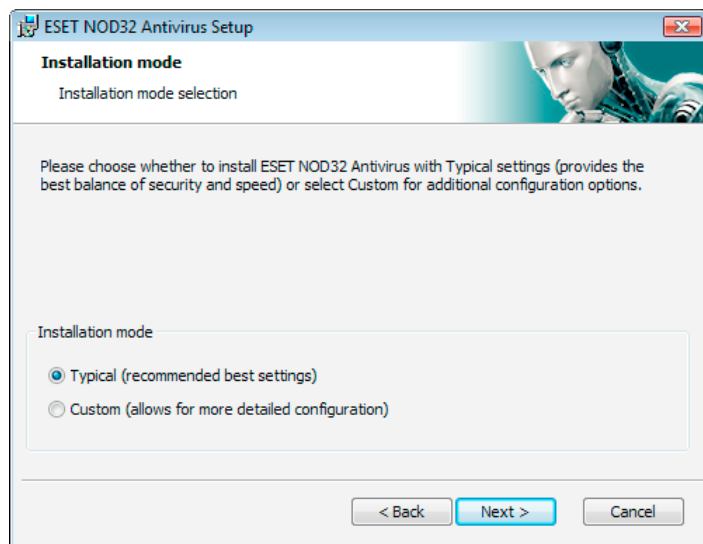 ESET NOD32 Antivirus Setup
Installation mode
Installation mode selection
Please choose whether to install ESET NOD32 Antivirus with Typical settings (provides the
best balance of security and speed) or select Custom for additional configuration options.
Installation mode
Typical (recommended best settings)
Custom (allows for more detailed configuration)
< Back Next > Cancel